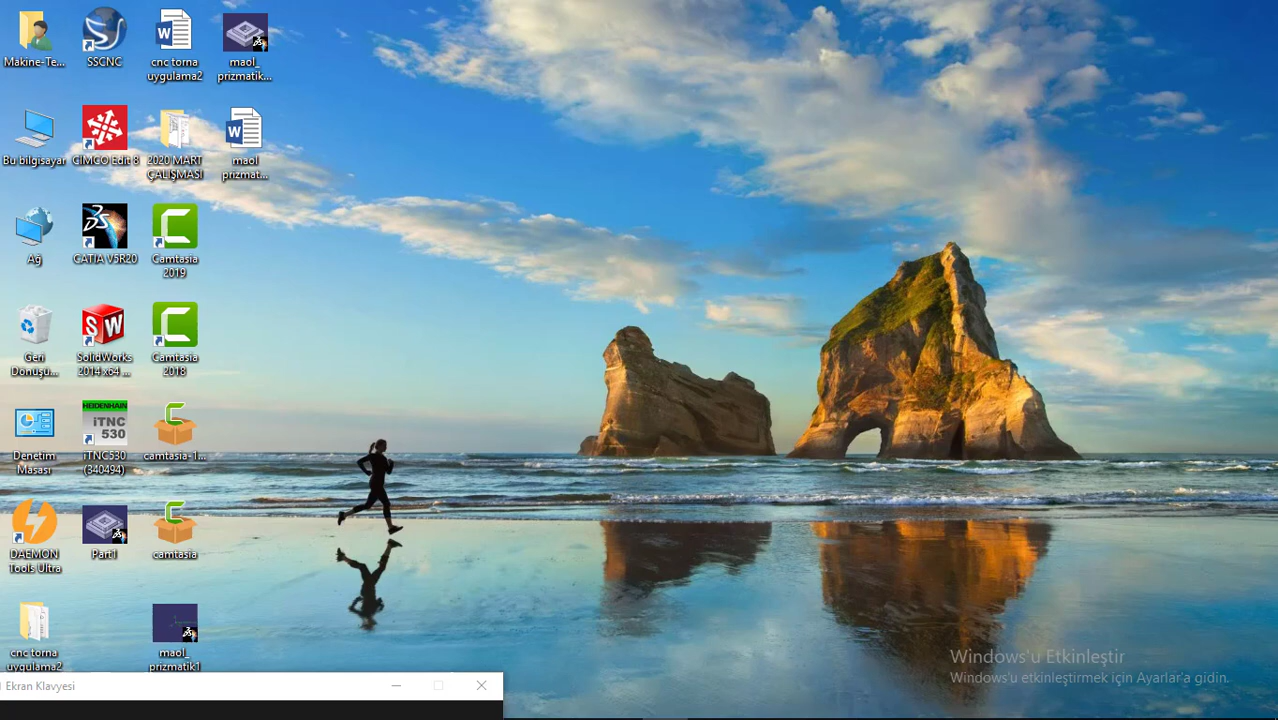 Makine-Te...
SSCNC
cnc torna
uygulama2
maol_
prizmatik...
Bu bilgisayar
CIMCO Edit 8
2020 MART
ÇALIŞMASI
maol
prizmat...
Ağ
CATIA V5R20
Camtasia
2019
Geri
Dönüşü...
SolidWorks
2014 x64 ...
Camtasia
2018
HEIDENHAIN
iTNC
530
Denetim
Masası
iTNC530
(340494)
camtasia-1...
DAEMON
Tools Ultra
Part1
camtasia
cnc torna
uygulama2
maol_
prizmatik1
Ekran Klavyesi
Windows'u Etkinleştir
Windows'u etkinleştirmek için Ayarlar'a gidin.